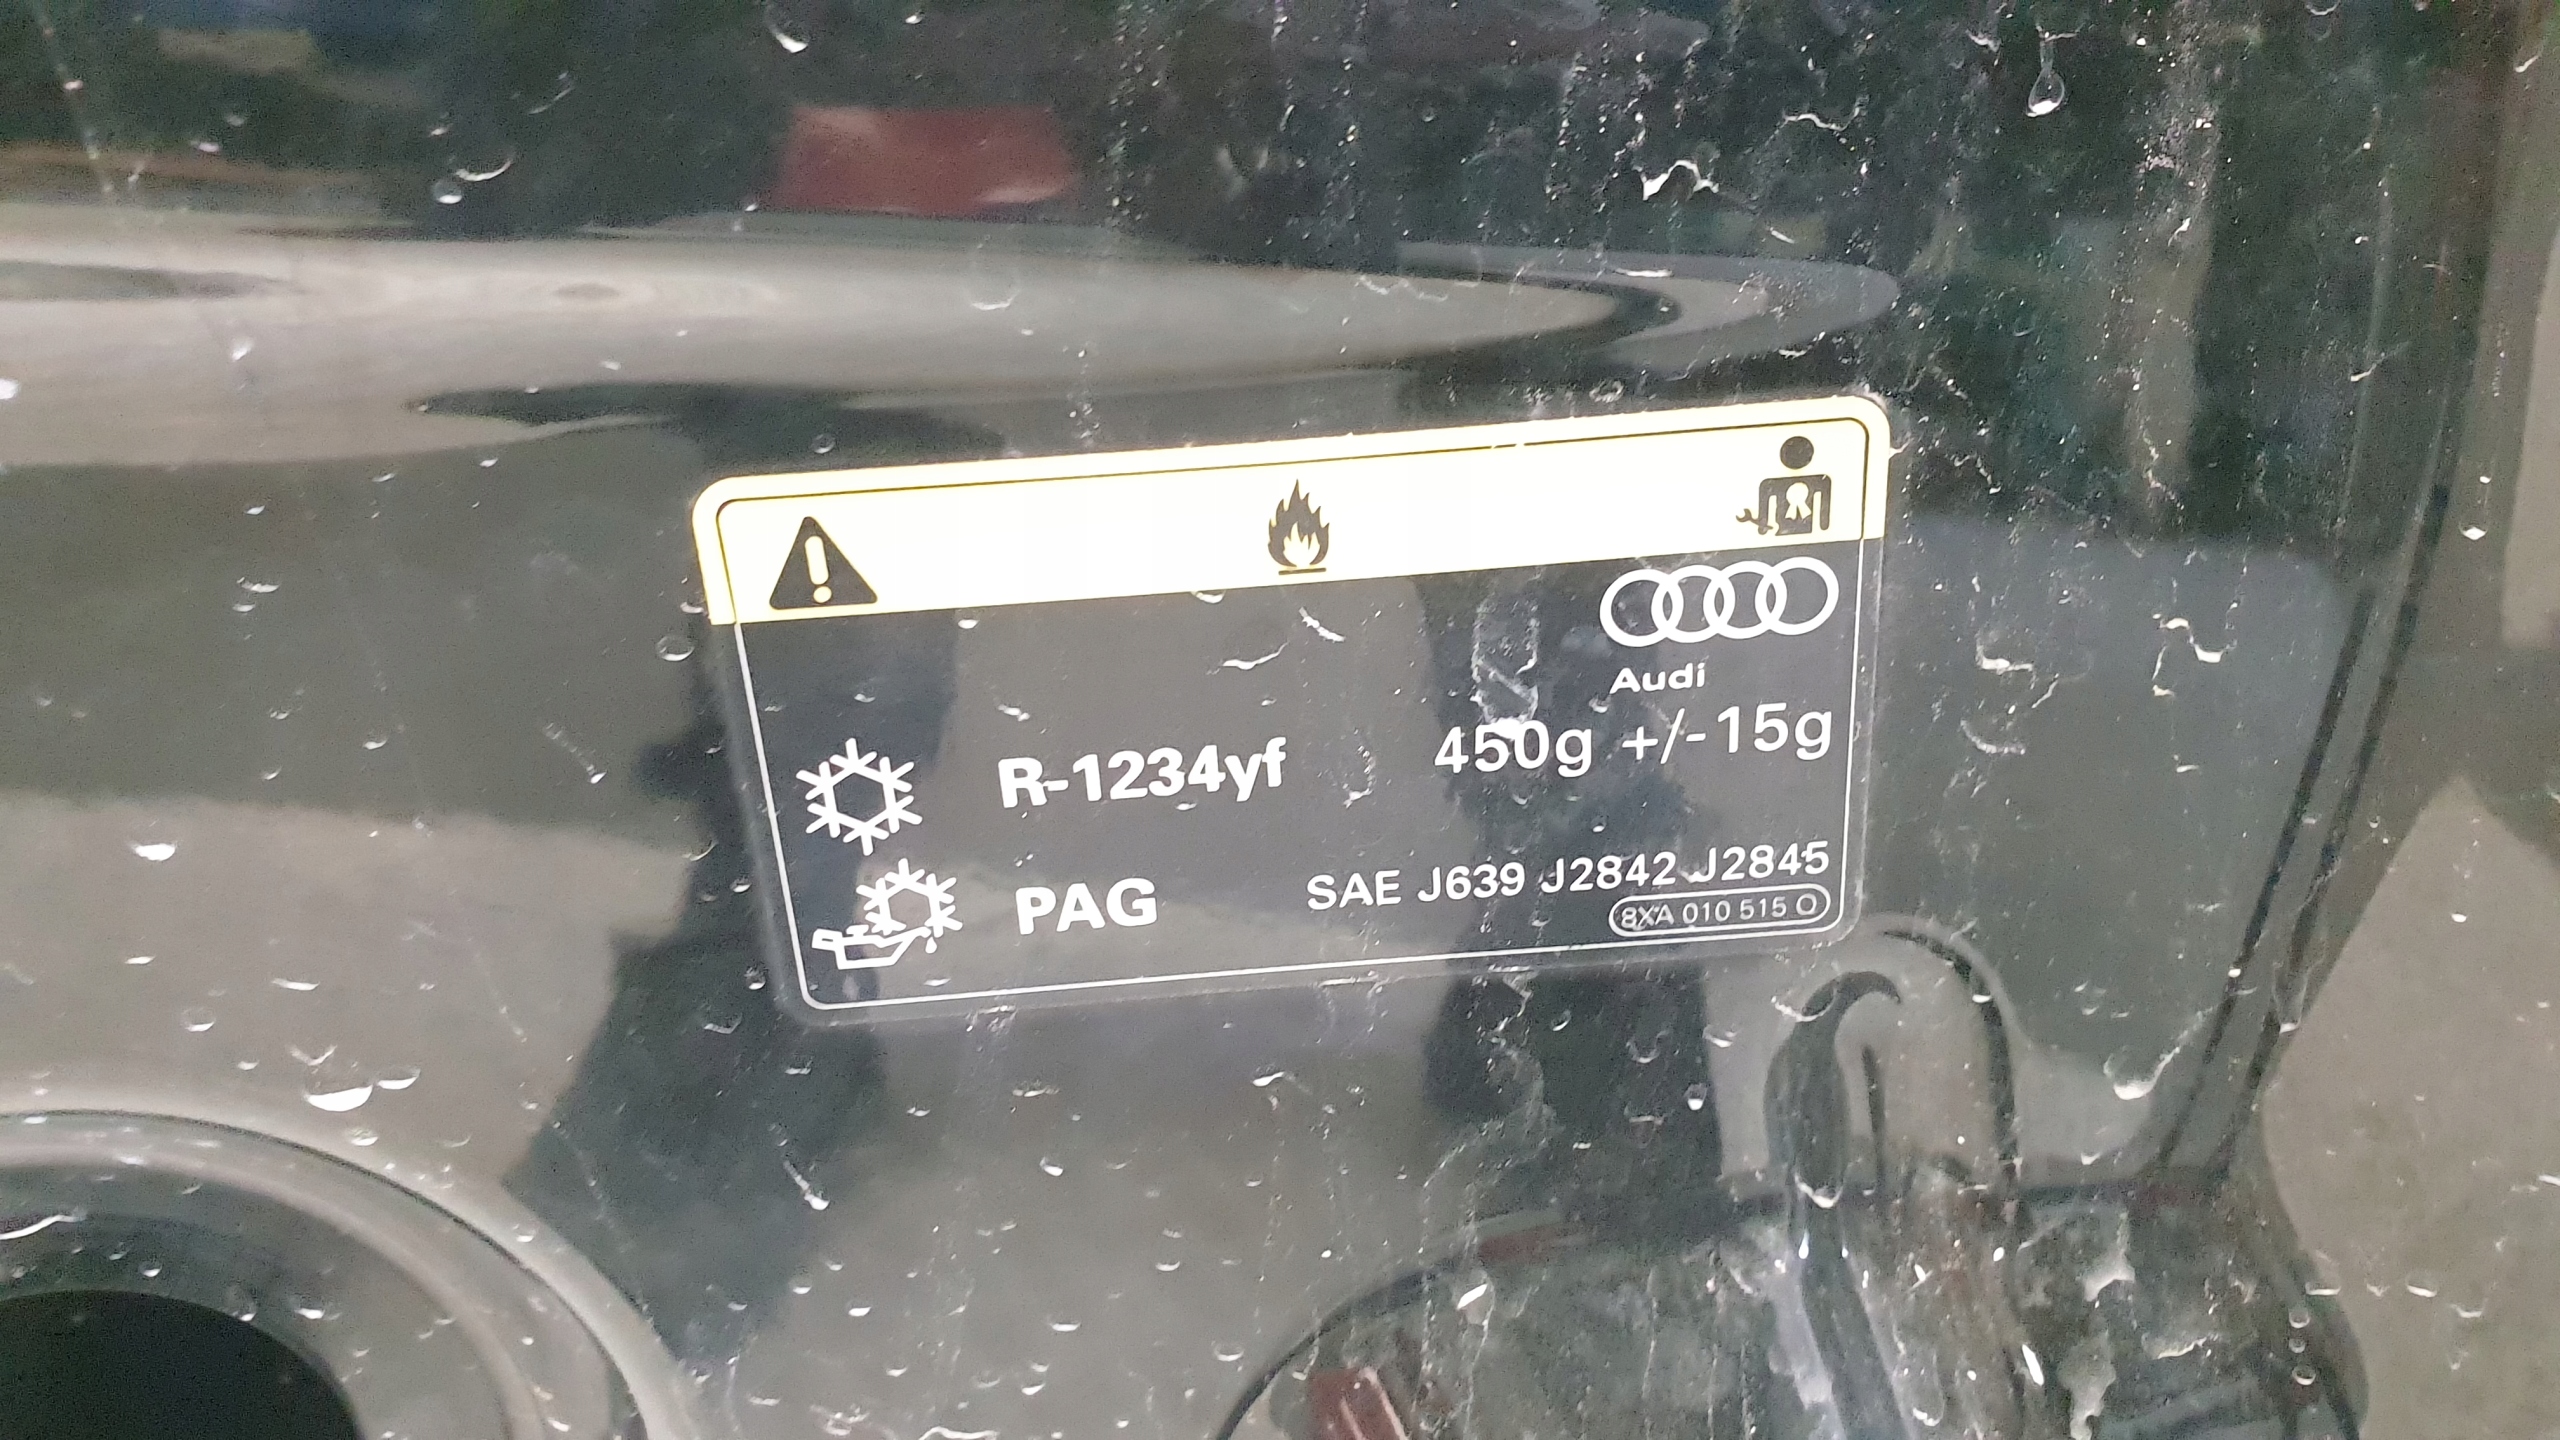 Audi
R-1234yf 450g +/-15g
PAG SAE J639 J2842 J2845
8XA 010 515 O